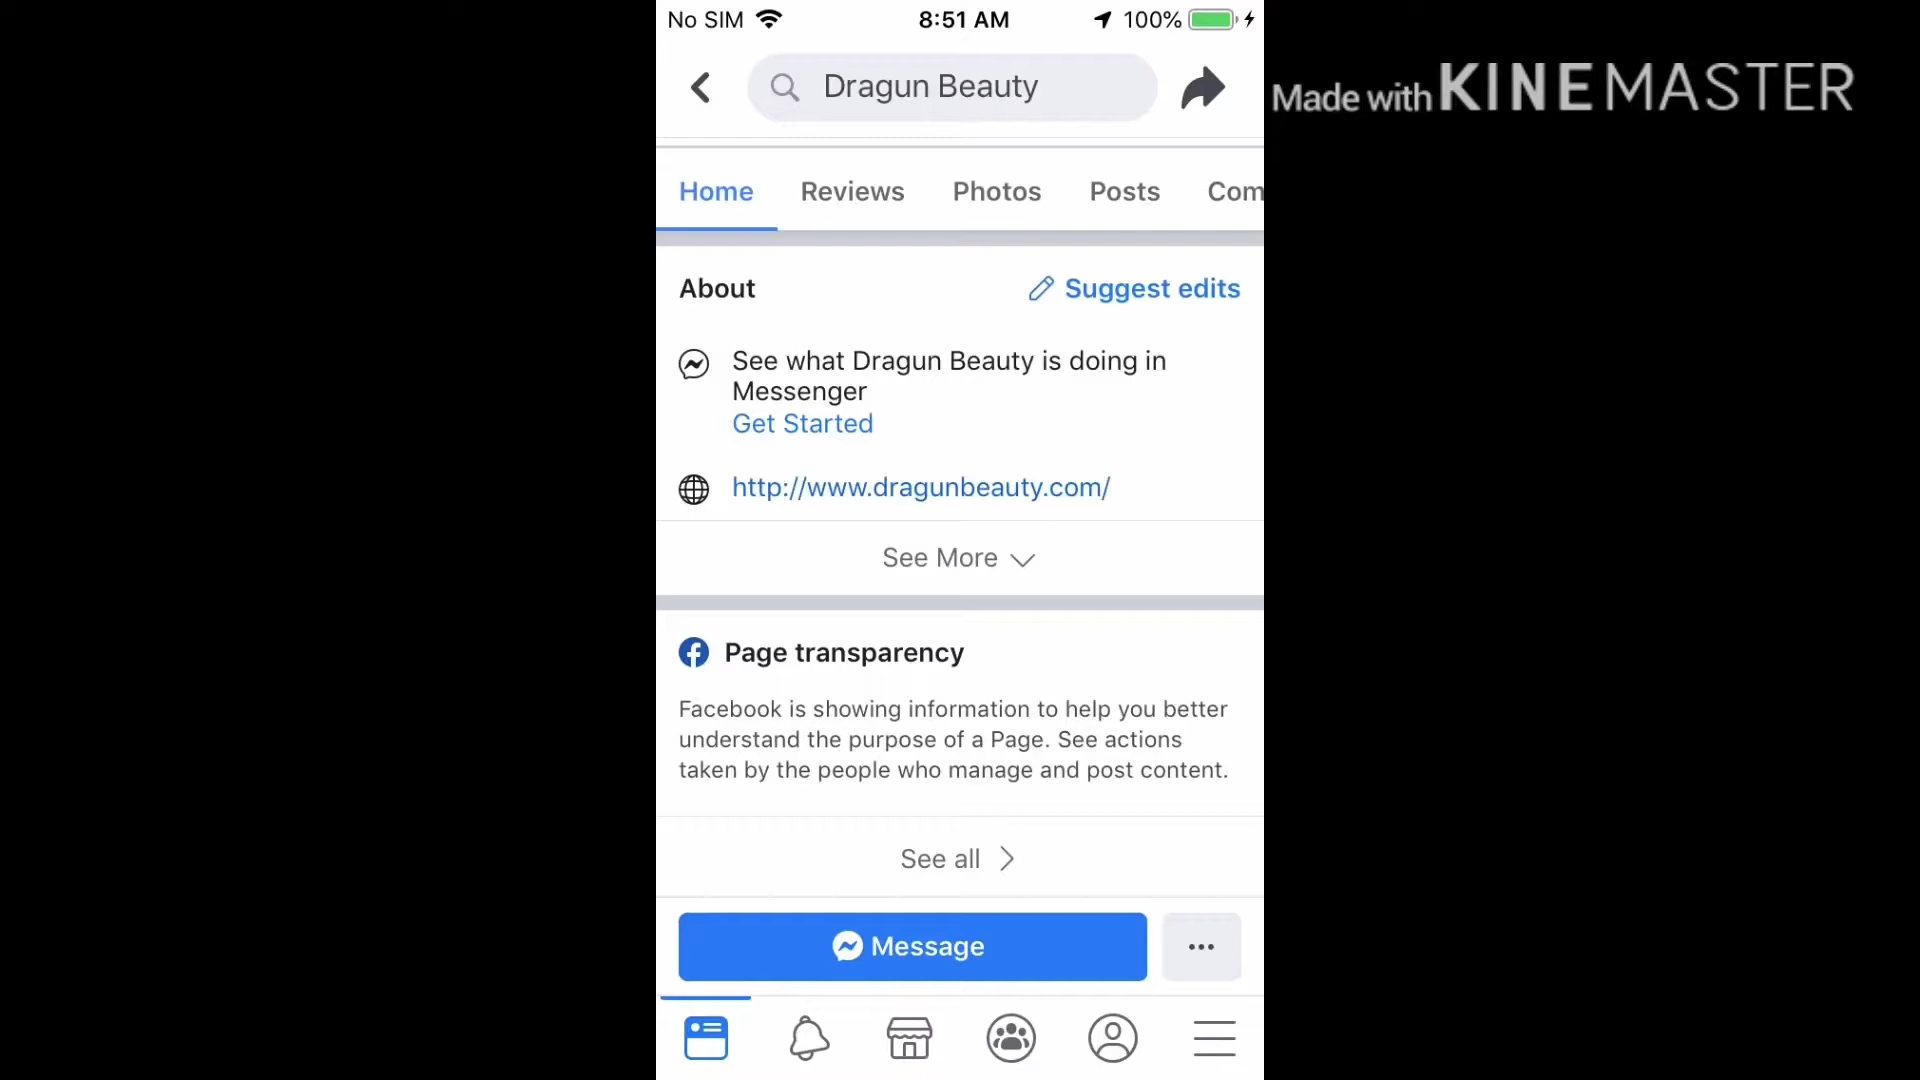 No SIM 8:51 AM 100%
Dragun Beauty
Made with KINEMASTER
Home Reviews Photos Posts Com
About Suggest edits
See what Dragun Beauty is doing in
Messenger
Get Started
http://www.dragunbeauty.com/
See More
Page transparency
Facebook is showing information to help you better
understand the purpose of a Page. See actions
taken by the people who manage and post content.
See all
Message